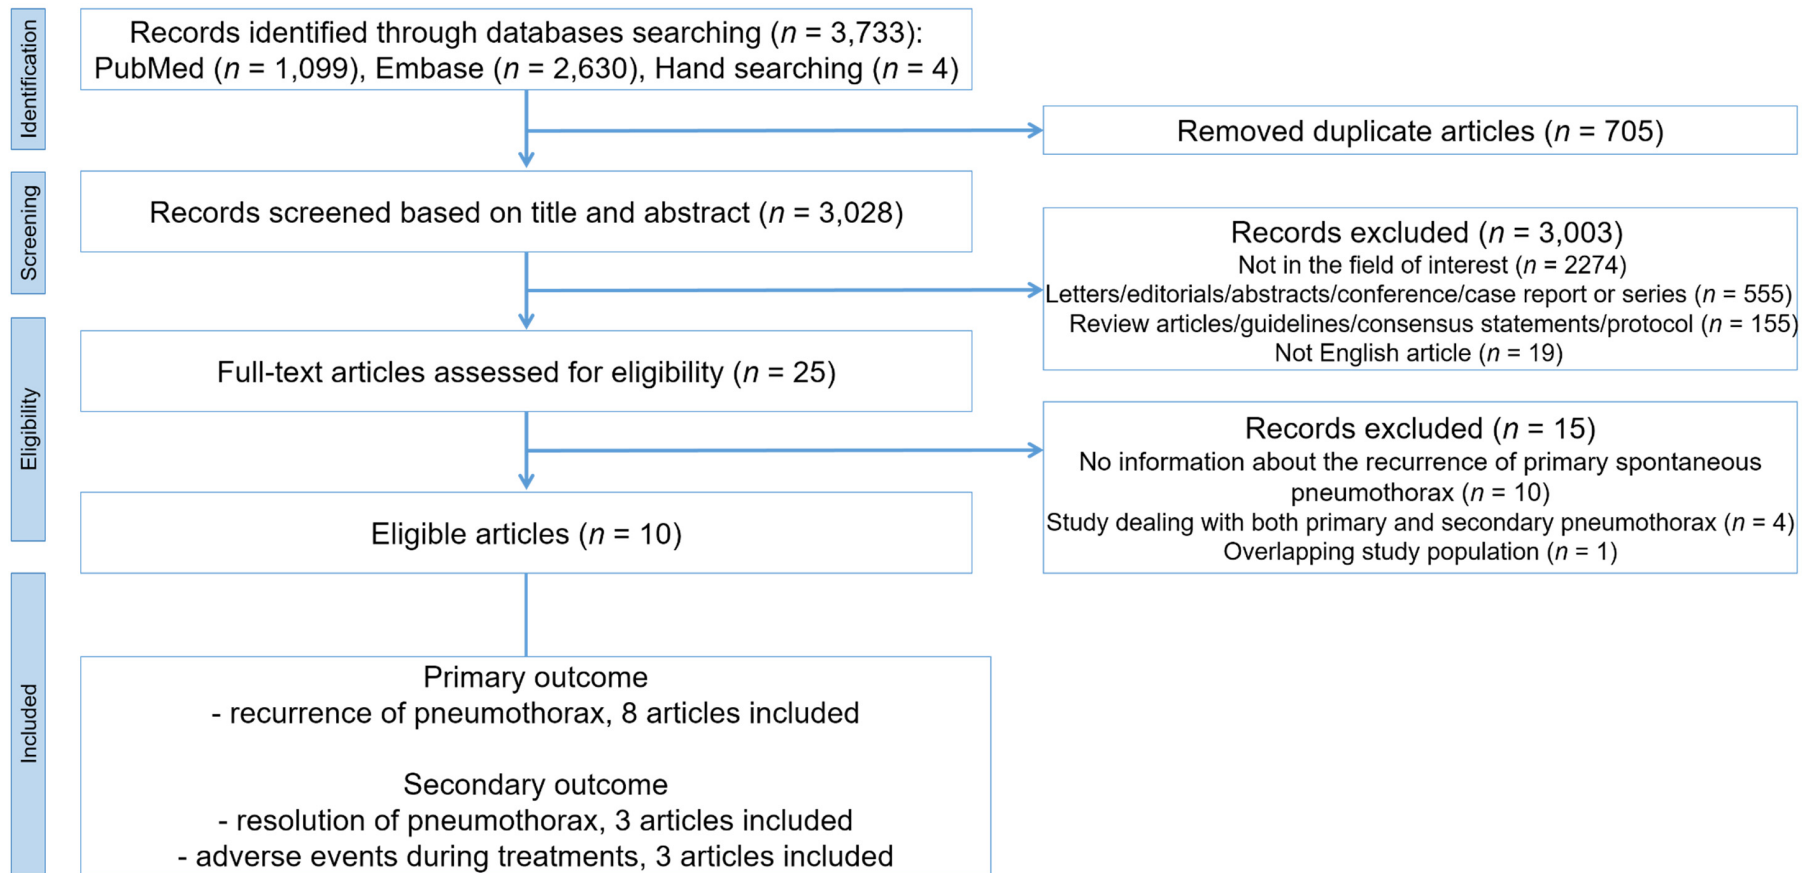 Identification
Records identified through databases searching (n = 3,733):
PubMed (n = 1,099), Embase (n = 2,630), Hand searching (n = 4)
Removed duplicate articles (n = 705)
Screening
Records screened based on title and abstract (n = 3,028)
Records excluded (n = 3,003)
Not in the field of interest (n = 2274)
Letters/editorials/abstracts/conference/case report or series (n = 555)
Review articles/guidelines/consensus statements/protocol (n = 155)
Not English article (n = 19)
Eligibility
Full-text articles assessed for eligibility (n = 25)
Records excluded (n = 15)
No information about the recurrence of primary spontaneous
pneumothorax (n = 10)
Study dealing with both primary and secondary pneumothorax (n = 4)
Overlapping study population (n = 1)
Eligible articles (n = 10)
Included
Primary outcome
- recurrence of pneumothorax, 8 articles included
Secondary outcome
- resolution of pneumothorax, 3 articles included
- adverse events during treatments, 3 articles included